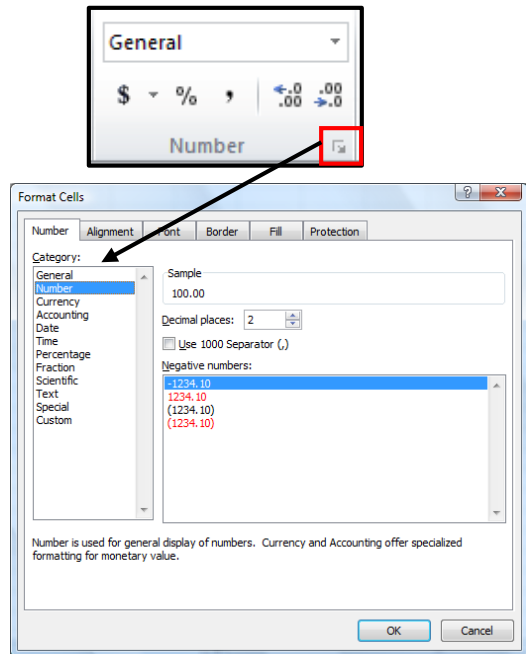 General
$ % , .0 .00 .00 .0
Number
Format Cells
Number Alignment Font Border Fill Protection
Category:
General
Number
Currency
Accounting
Date
Time
Percentage
Fraction
Scientific
Text
Special
Custom
Sample
100.00
Decimal places: 2
Use 1000 Separator (,)
Negative numbers:
-1234.10
1234.10
(1234.10)
(1234.10)
Number is used for general display of numbers. Currency and Accounting offer specialized
formatting for monetary value.
OK Cancel